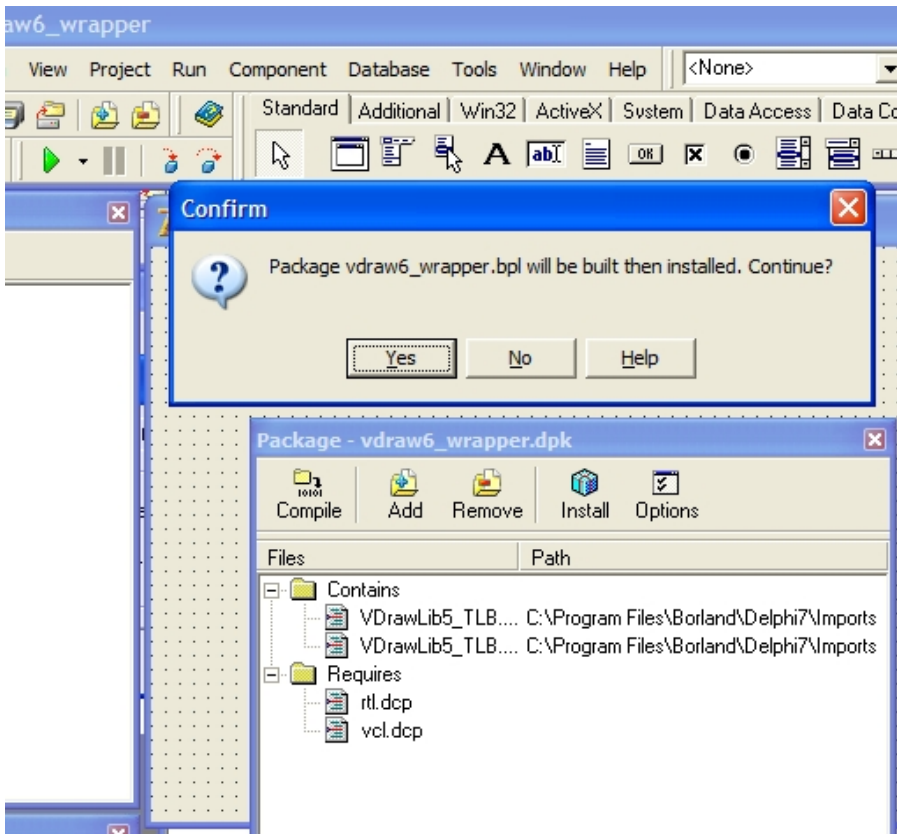 aw6_wrapper
View Project Run Component Database Tools Window Help <None>
Standard Additional Win32 ActiveX System Data Access Data Co
A ab OK
Confirm
Package vdraw6_wrapper.bpl will be built then installed. Continue?
Yes No Help
Package - vdraw6_wrapper.dpk
Compile Add Remove Install Options
Files Path
Contains
VDrawLib5_TLB.... C:\Program Files\Borland\Delphi7\Imports
VDrawLib5_TLB.... C:\Program Files\Borland\Delphi7\Imports
Requires
rtl.dcp
vcl.dcp